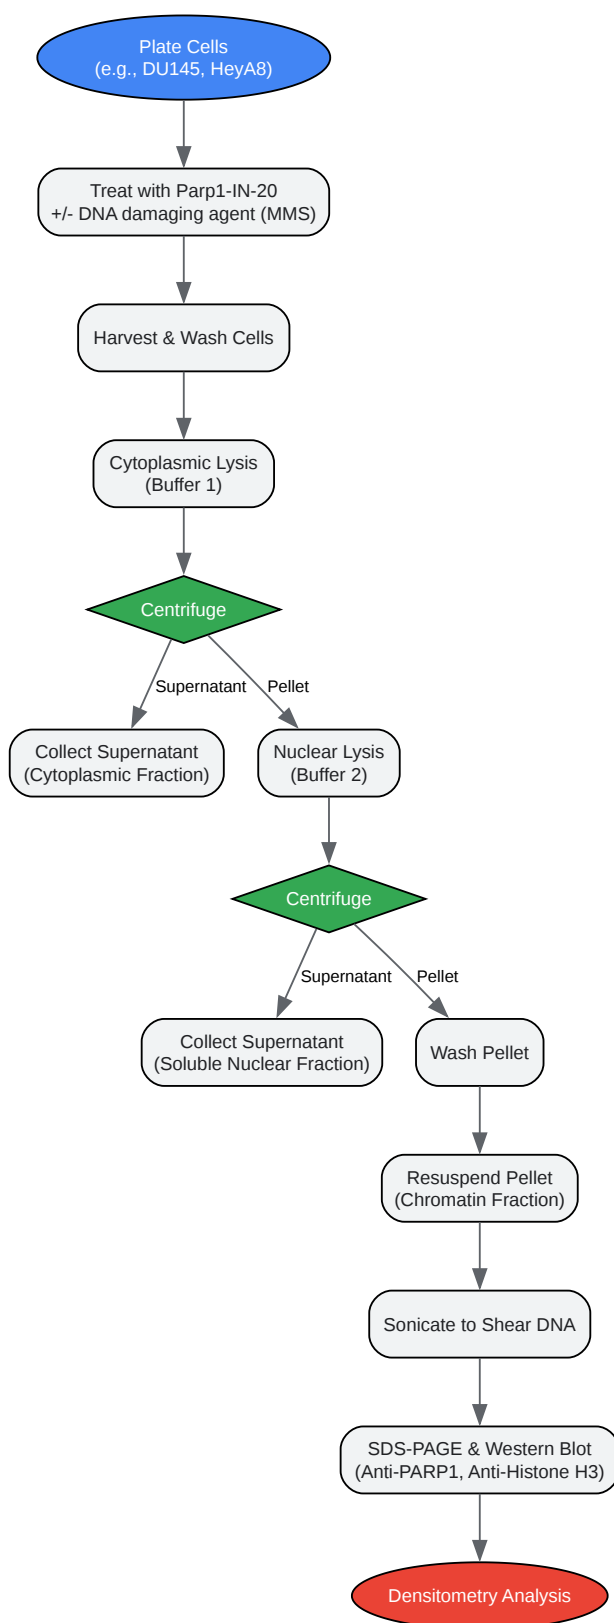 Plate Cells
(e.g., DU145, HeyA8)
Treat with Parp1-IN-20
+/- DNA damaging agent (MMS)
Harvest & Wash Cells
Cytoplasmic Lysis
(Buffer 1)
Centrifuge
Supernatant
Pellet
Collect Supernatant
(Cytoplasmic Fraction)
Nuclear Lysis
(Buffer 2)
Centrifuge
Supernatant
Pellet
Collect Supernatant
(Soluble Nuclear Fraction)
Wash Pellet
Resuspend Pellet
(Chromatin Fraction)
Sonicate to Shear DNA
SDS-PAGE & Western Blot
(Anti-PARP1, Anti-Histone H3)
Densitometry Analysis